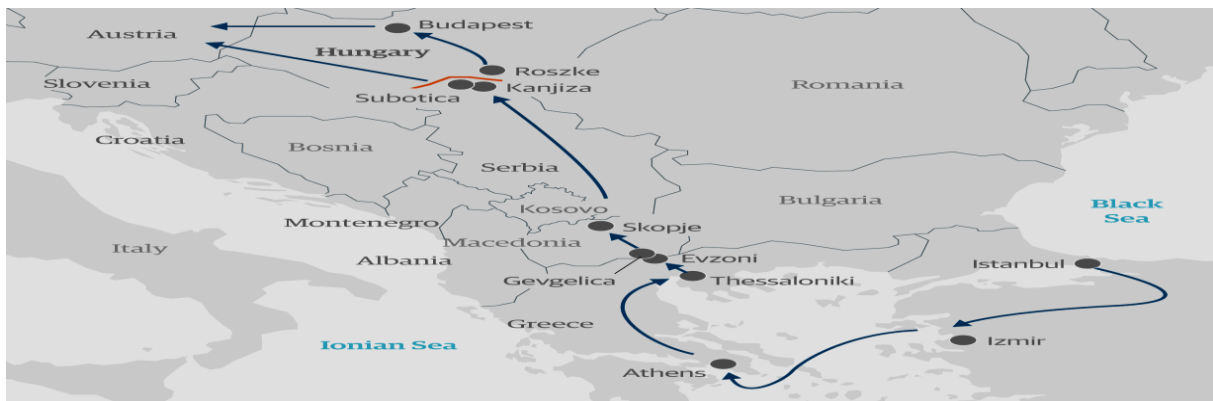 Budapest
Austria
Hungary
Roszke
Slovenia
Kanjiza
Subotica
Romania
Croatia
Bosnia
Serbia
Bulgaria
Black
Sea
Kosovo
Montenegro
Skopje
Macedonia
Italy
Albania
Evzoni
Istanbul
Gevgelica
Thessaloniki
Greece
Ionian Sea
Izmir
Athens